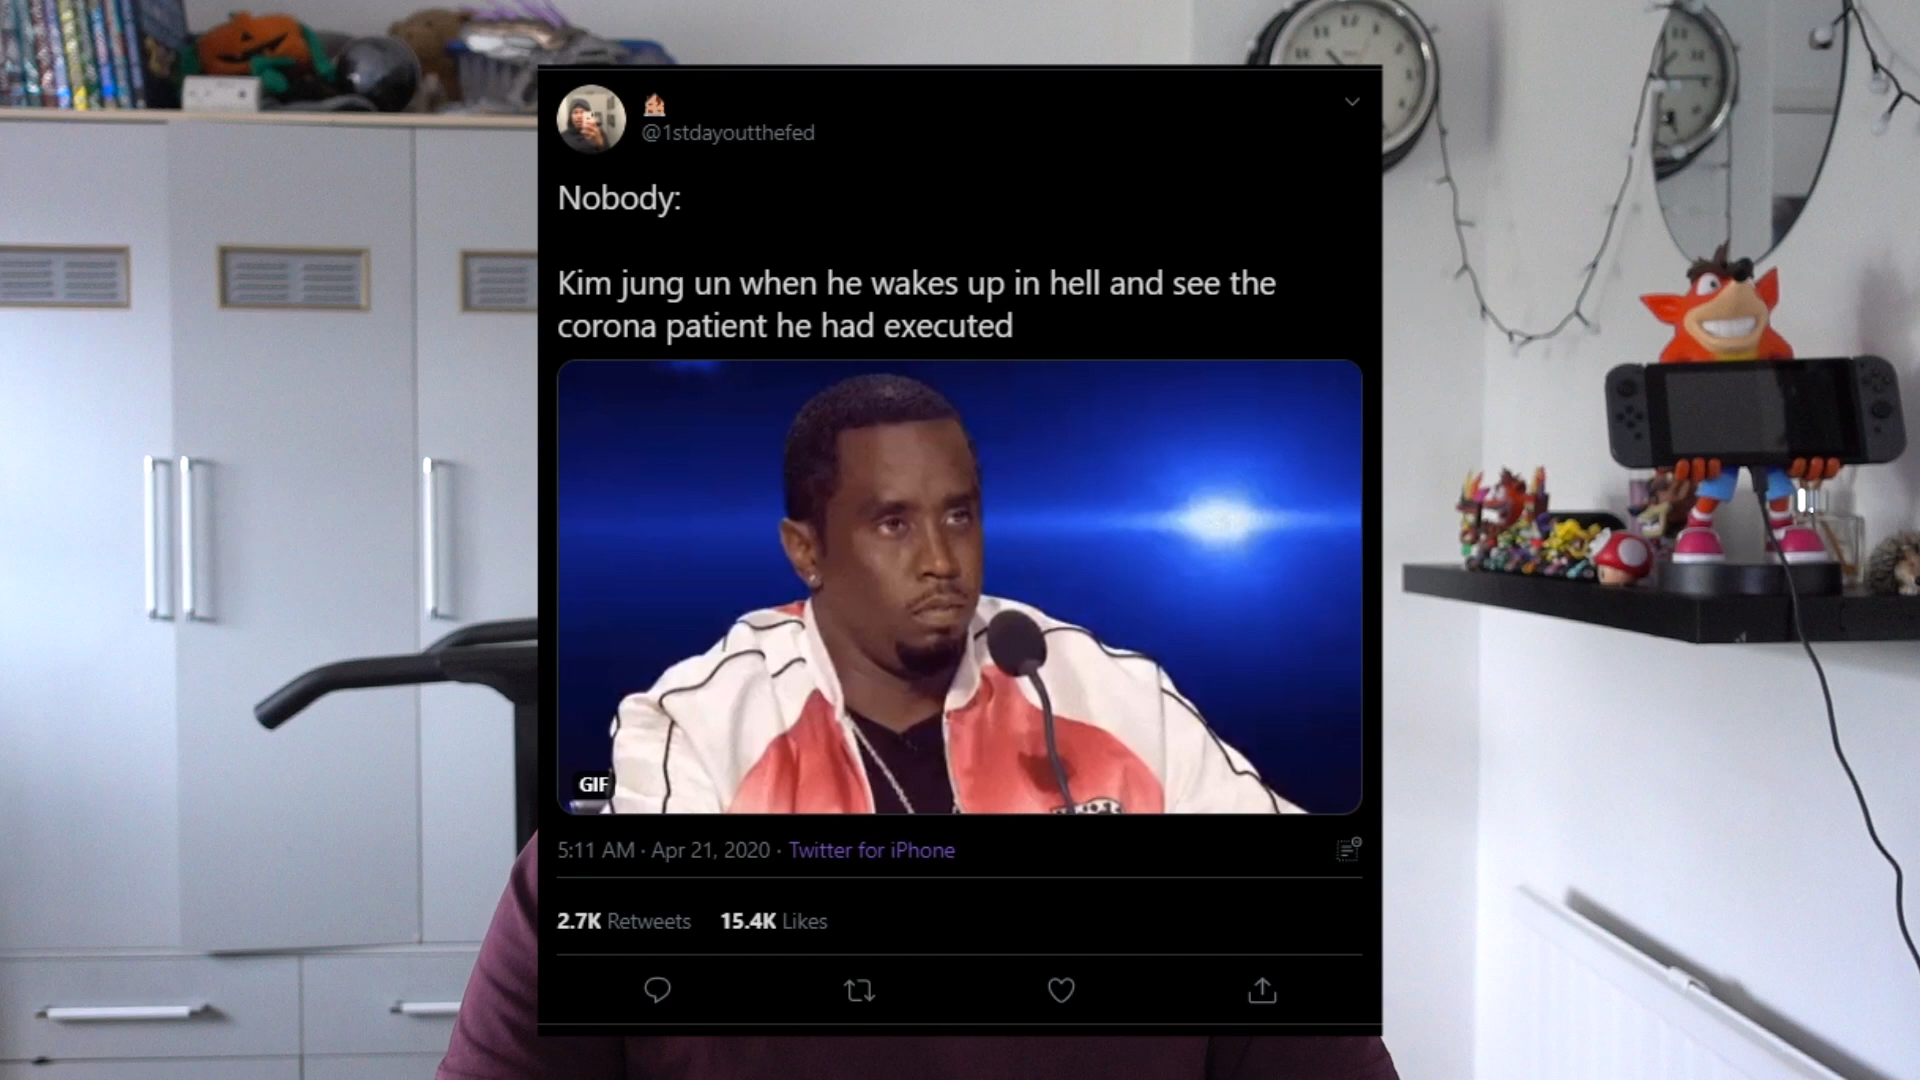 @1stdayoutthefed
Nobody:
Kim jung un when he wakes up in hell and see the
corona patient he had executed
GIF
5:11 AM · Apr 21, 2020 · Twitter for iPhone
2.7K Retweets 15.4K Likes